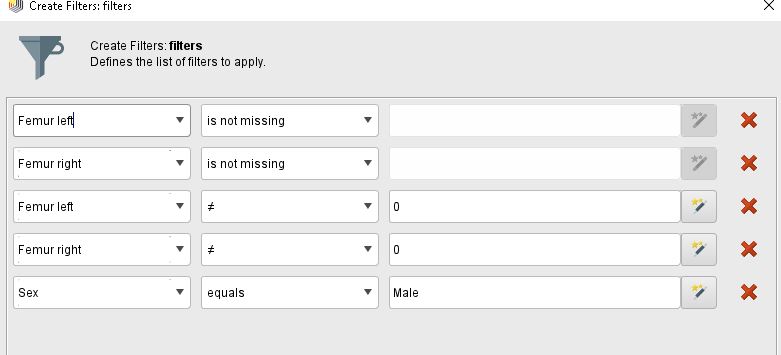 Create Filters: filters
Create Filters: filters
Defines the list of filters to apply.
Femur left is not missing
Femur right is not missing
Femur left ≠ 0
Femur right ≠ 0
Sex equals Male